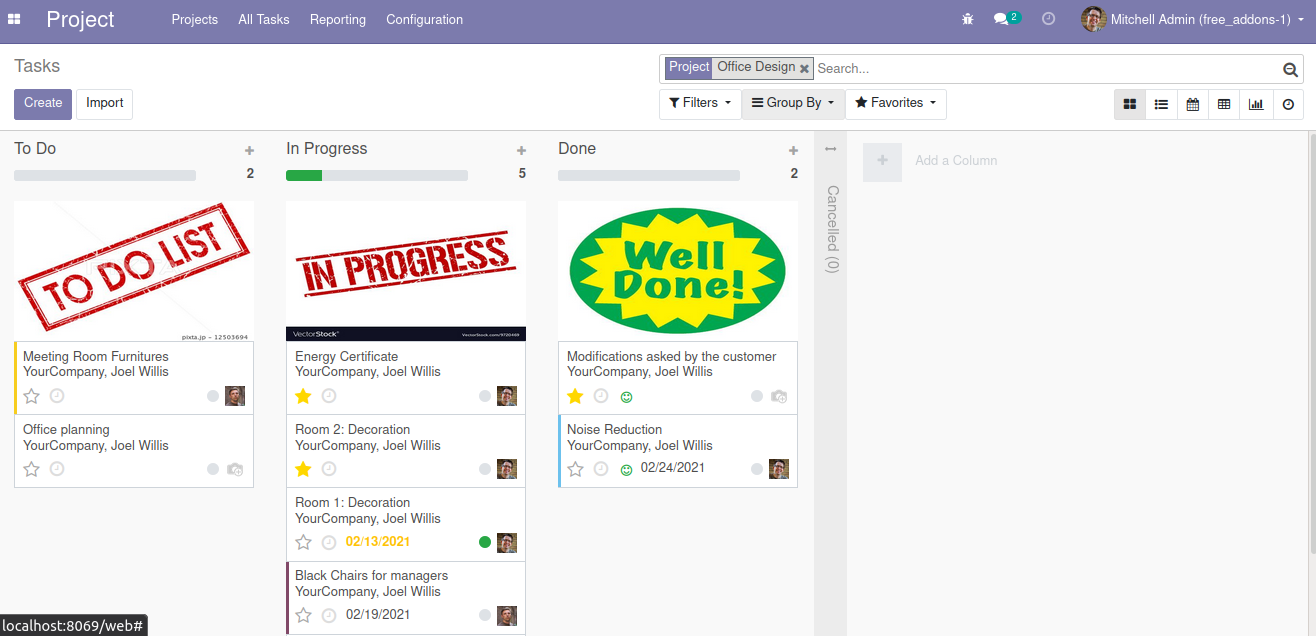 Project
Projects
All Tasks
Reporting
Configuration
2
Mitchell Admin (free_addons-1)
Tasks
Project Office Design
Search...
Create
Import
Filters
Group By
Favorites
To Do
2
In Progress
5
Done
2
Cancelled (0)
Add a Column
TO DO LIST
pixta.jp - 12503694
Meeting Room Furnitures
YourCompany, Joel Willis
Office planning
YourCompany, Joel Willis
IN PROGRESS
VectorStock®
VectorStock.com/9720489
Energy Certificate
YourCompany, Joel Willis
Room 2: Decoration
YourCompany, Joel Willis
Room 1: Decoration
YourCompany, Joel Willis
02/13/2021
Black Chairs for managers
YourCompany, Joel Willis
02/19/2021
Well
Done!
Modifications asked by the customer
YourCompany, Joel Willis
Noise Reduction
YourCompany, Joel Willis
02/24/2021
localhost:8069/web#